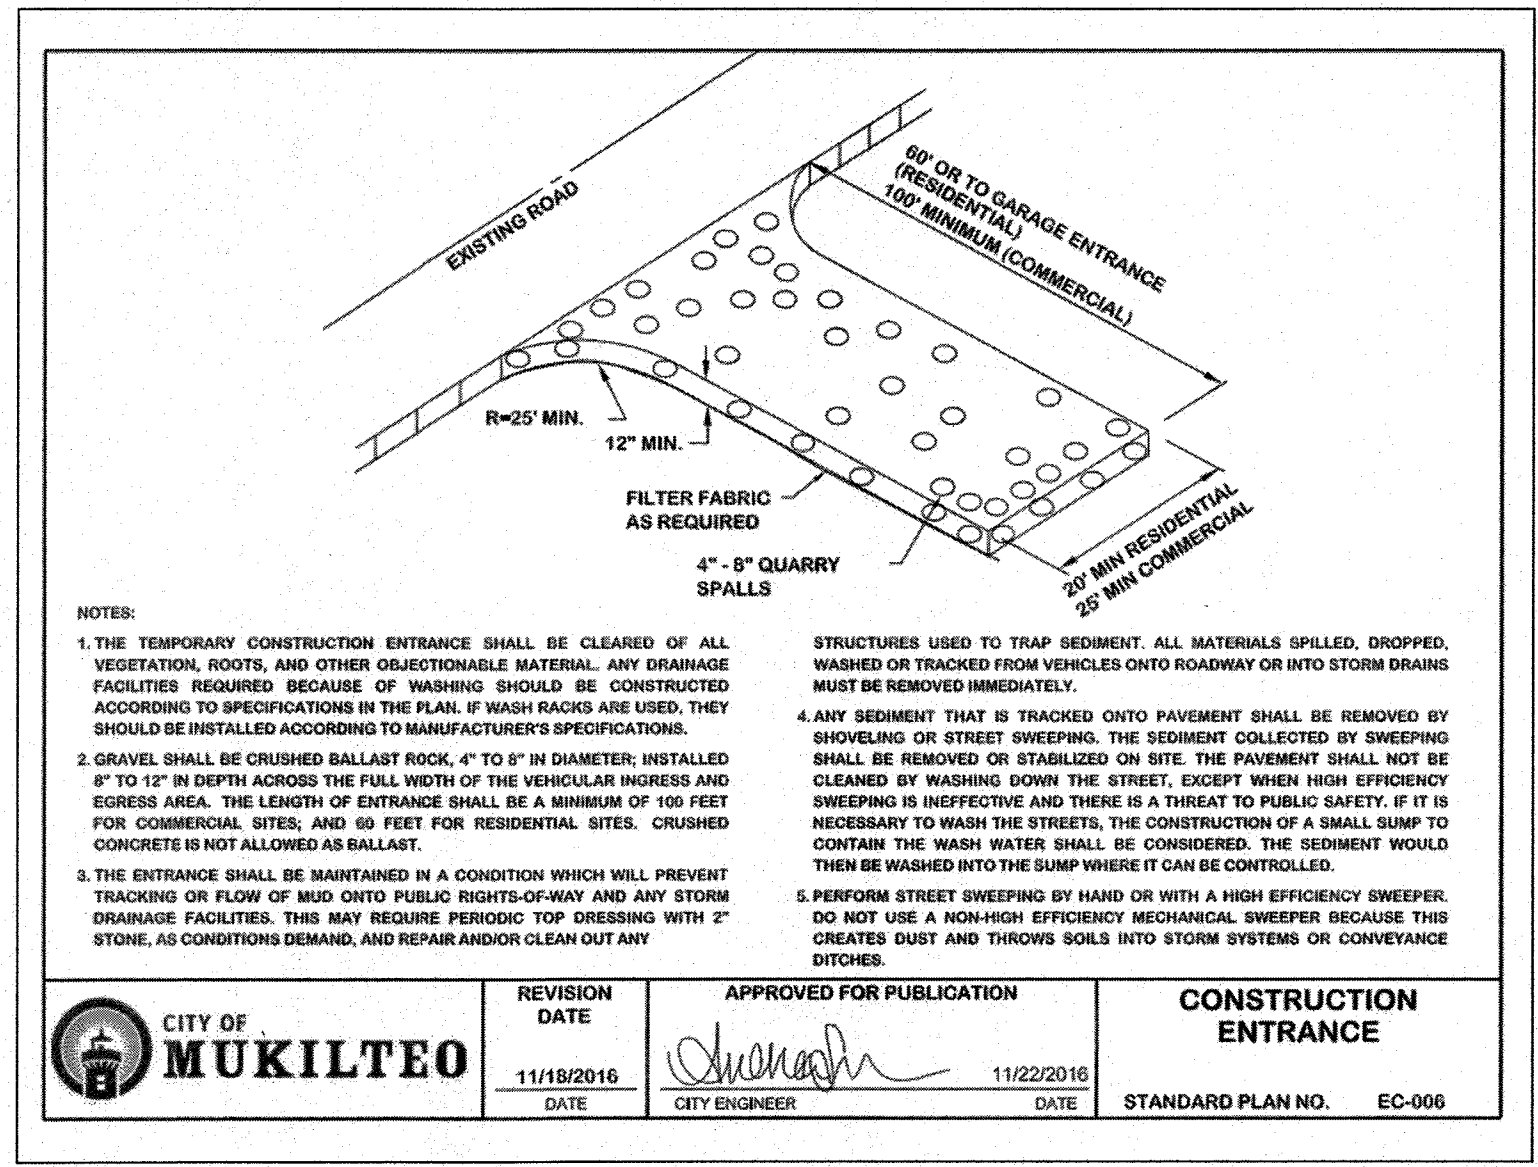 EXISTING ROAD
60' OR TO GARAGE ENTRANCE
(RESIDENTIAL)
100' MINIMUM (COMMERCIAL)
R=25' MIN.
12" MIN.
FILTER FABRIC
AS REQUIRED
4" - 8" QUARRY
SPALLS
20' MIN RESIDENTIAL
25' MIN COMMERCIAL
NOTES:
1. THE TEMPORARY CONSTRUCTION ENTRANCE SHALL BE CLEARED OF ALL
VEGETATION, ROOTS, AND OTHER OBJECTIONABLE MATERIAL. ANY DRAINAGE
FACILITIES REQUIRED BECAUSE OF WASHING SHOULD BE CONSTRUCTED
ACCORDING TO SPECIFICATIONS IN THE PLAN. IF WASH RACKS ARE USED, THEY
SHOULD BE INSTALLED ACCORDING TO MANUFACTURER'S SPECIFICATIONS.
2. GRAVEL SHALL BE CRUSHED BALLAST ROCK, 4" TO 8" IN DIAMETER; INSTALLED
8" TO 12" IN DEPTH ACROSS THE FULL WIDTH OF THE VEHICULAR INGRESS AND
EGRESS AREA. THE LENGTH OF ENTRANCE SHALL BE A MINIMUM OF 100 FEET
FOR COMMERCIAL SITES; AND 60 FEET FOR RESIDENTIAL SITES. CRUSHED
CONCRETE IS NOT ALLOWED AS BALLAST.
3. THE ENTRANCE SHALL BE MAINTAINED IN A CONDITION WHICH WILL PREVENT
TRACKING OR FLOW OF MUD ONTO PUBLIC RIGHTS-OF-WAY AND ANY STORM
DRAINAGE FACILITIES. THIS MAY REQUIRE PERIODIC TOP DRESSING WITH 2"
STONE, AS CONDITIONS DEMAND, AND REPAIR AND/OR CLEAN OUT ANY
STRUCTURES USED TO TRAP SEDIMENT. ALL MATERIALS SPILLED, DROPPED,
WASHED OR TRACKED FROM VEHICLES ONTO ROADWAY OR INTO STORM DRAINS
MUST BE REMOVED IMMEDIATELY.
4. ANY SEDIMENT THAT IS TRACKED ONTO PAVEMENT SHALL BE REMOVED BY
SHOVELING OR STREET SWEEPING. THE SEDIMENT COLLECTED BY SWEEPING
SHALL BE REMOVED OR STABILIZED ON SITE. THE PAVEMENT SHALL NOT BE
CLEANED BY WASHING DOWN THE STREET, EXCEPT WHEN HIGH EFFICIENCY
SWEEPING IS INEFFECTIVE AND THERE IS A THREAT TO PUBLIC SAFETY. IF IT IS
NECESSARY TO WASH THE STREETS, THE CONSTRUCTION OF A SMALL SUMP TO
CONTAIN THE WASH WATER SHALL BE CONSIDERED. THE SEDIMENT WOULD
THEN BE WASHED INTO THE SUMP WHERE IT CAN BE CONTROLLED.
5. PERFORM STREET SWEEPING BY HAND OR WITH A HIGH EFFICIENCY SWEEPER.
DO NOT USE A NON-HIGH EFFICIENCY MECHANICAL SWEEPER BECAUSE THIS
CREATES DUST AND THROWS SOILS INTO STORM SYSTEMS OR CONVEYANCE
DITCHES.
CITY OF
MUKILTEO
REVISION
DATE
11/18/2016
DATE
APPROVED FOR PUBLICATION
11/22/2016
CITY ENGINEER DATE
CONSTRUCTION
ENTRANCE
STANDARD PLAN NO. EC-006